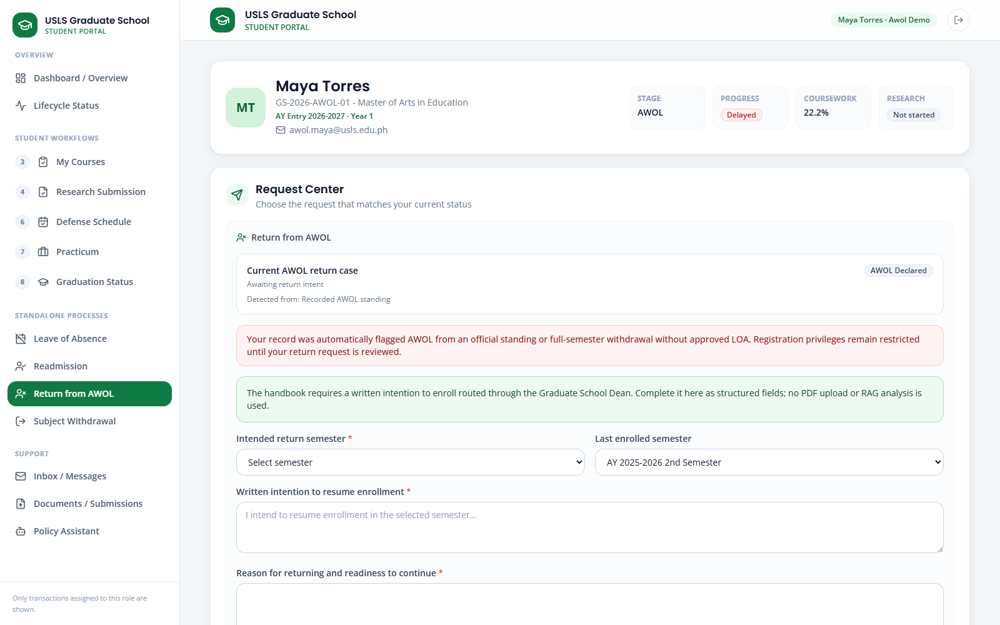 USLS Graduate School
STUDENT PORTAL
OVERVIEW
Dashboard / Overview
Lifecycle Status
STUDENT WORKFLOWS
3 My Courses
4 Research Submission
6 Defense Schedule
7 Practicum
8 Graduation Status
STANDALONE PROCESSES
Leave of Absence
Readmission
Return from AWOL
Subject Withdrawal
SUPPORT
Inbox / Messages
Documents / Submissions
Policy Assistant
Only transactions assigned to this role are
shown.
USLS Graduate School
STUDENT PORTAL
Maya Torres · Awol Demo
MT
Maya Torres
GS-2026-AWOL-01 - Master of Arts in Education
AY Entry 2026-2027 · Year 1
awol.maya@usls.edu.ph
STAGE
AWOL
PROGRESS
Delayed
COURSEWORK
22.2%
RESEARCH
Not started
Request Center
Choose the request that matches your current status
Return from AWOL
Current AWOL return case
AWOL Declared
Awaiting return intent
Detected from: Recorded AWOL standing
Your record was automatically flagged AWOL from an official standing or full-semester withdrawal without approved LOA. Registration privileges remain restricted
until your return request is reviewed.
The handbook requires a written intention to enroll routed through the Graduate School Dean. Complete it here as structured fields; no PDF upload or RAG analysis is
used.
Intended return semester *
Select semester
Last enrolled semester
AY 2025-2026 2nd Semester
Written intention to resume enrollment *
I intend to resume enrollment in the selected semester...
Reason for returning and readiness to continue *